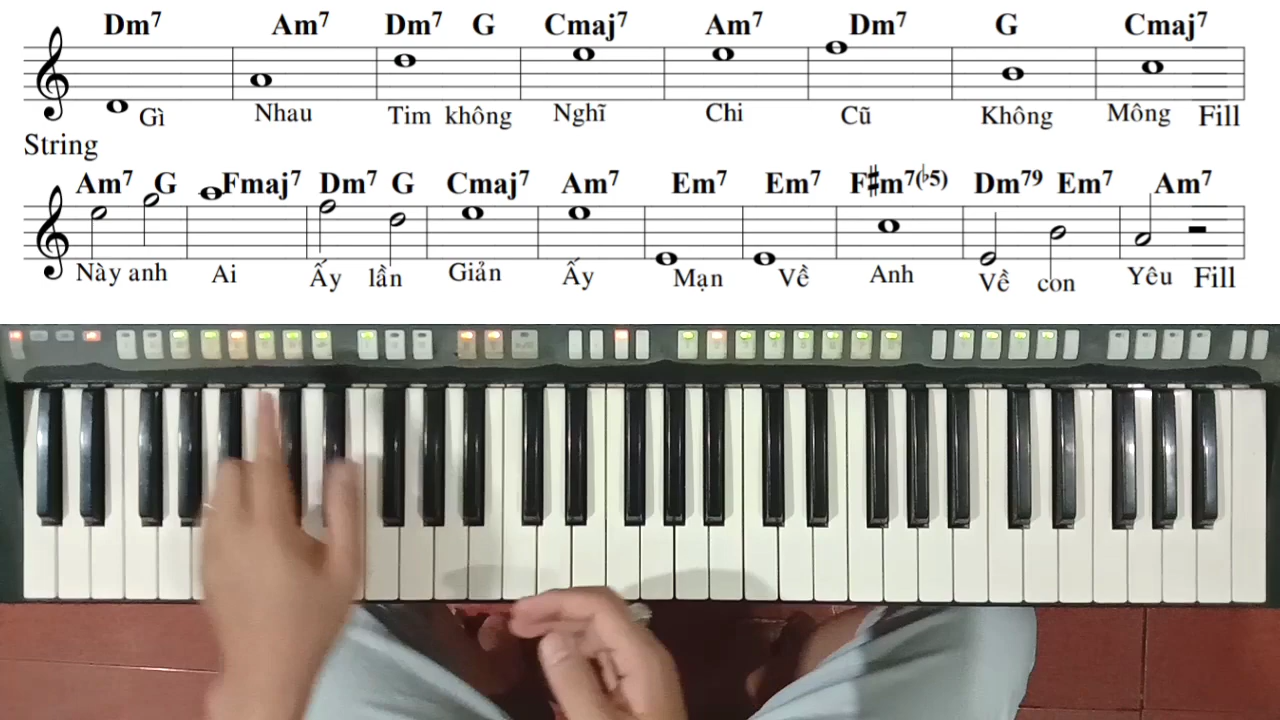 Dm7 Am7 Dm7 G Cmaj7 Am7 Dm7 G Cmaj7
Gì Nhau Tim không Nghĩ Chi Cũ Không Mông Fill
String
Am7 G Fmaj7 Dm7 G Cmaj7 Am7 Em7 Em7 F#m7(♭5) Dm79 Em7 Am7
Này anh Ai Ấy lần Giản Ấy Mạn Về Anh Về con Yêu Fill